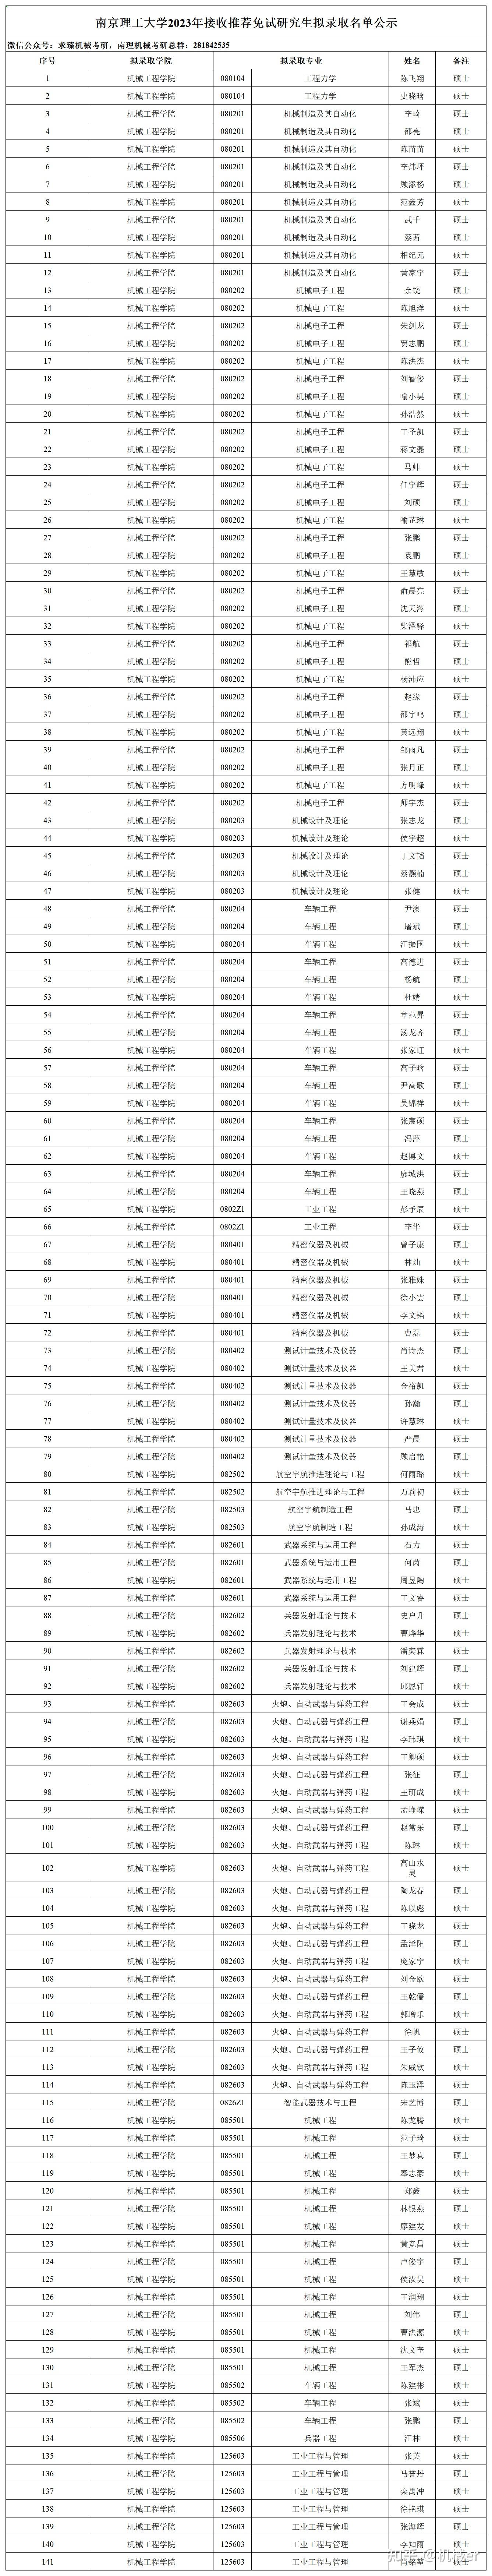 南京理工大学2023年接收推荐免试研究生拟录取名单公示
微信公众号：求臻机械考研，南理机械考研总群：281842535
序号 拟录取学院 拟录取专业 姓名 备注
1 机械工程学院 080104 工程力学 陈飞翔 硕士
2 机械工程学院 080104 工程力学 史晓晗 硕士
3 机械工程学院 080201 机械制造及其自动化 李琦 硕士
4 机械工程学院 080201 机械制造及其自动化 邵亮 硕士
5 机械工程学院 080201 机械制造及其自动化 陈苗苗 硕士
6 机械工程学院 080201 机械制造及其自动化 李炜坪 硕士
7 机械工程学院 080201 机械制造及其自动化 顾添杨 硕士
8 机械工程学院 080201 机械制造及其自动化 范鑫芳 硕士
9 机械工程学院 080201 机械制造及其自动化 武千 硕士
10 机械工程学院 080201 机械制造及其自动化 蔡茜 硕士
11 机械工程学院 080201 机械制造及其自动化 相纪元 硕士
12 机械工程学院 080201 机械制造及其自动化 黄家宁 硕士
13 机械工程学院 080202 机械电子工程 余饶 硕士
14 机械工程学院 080202 机械电子工程 陈旭洋 硕士
15 机械工程学院 080202 机械电子工程 朱剑龙 硕士
16 机械工程学院 080202 机械电子工程 贾志鹏 硕士
17 机械工程学院 080202 机械电子工程 陈洪杰 硕士
18 机械工程学院 080202 机械电子工程 刘智俊 硕士
19 机械工程学院 080202 机械电子工程 喻小昊 硕士
20 机械工程学院 080202 机械电子工程 孙浩然 硕士
21 机械工程学院 080202 机械电子工程 王圣凯 硕士
22 机械工程学院 080202 机械电子工程 蒋文磊 硕士
23 机械工程学院 080202 机械电子工程 马帅 硕士
24 机械工程学院 080202 机械电子工程 任宁辉 硕士
25 机械工程学院 080202 机械电子工程 刘硕 硕士
26 机械工程学院 080202 机械电子工程 喻芷琳 硕士
27 机械工程学院 080202 机械电子工程 张鹏 硕士
28 机械工程学院 080202 机械电子工程 袁鹏 硕士
29 机械工程学院 080202 机械电子工程 王慧敏 硕士
30 机械工程学院 080202 机械电子工程 俞晨亮 硕士
31 机械工程学院 080202 机械电子工程 沈天涔 硕士
32 机械工程学院 080202 机械电子工程 柴泽驿 硕士
33 机械工程学院 080202 机械电子工程 祁航 硕士
34 机械工程学院 080202 机械电子工程 熊哲 硕士
35 机械工程学院 080202 机械电子工程 杨沛应 硕士
36 机械工程学院 080202 机械电子工程 赵缘 硕士
37 机械工程学院 080202 机械电子工程 邵宇鸣 硕士
38 机械工程学院 080202 机械电子工程 黄远翔 硕士
39 机械工程学院 080202 机械电子工程 邹雨凡 硕士
40 机械工程学院 080202 机械电子工程 张月正 硕士
41 机械工程学院 080202 机械电子工程 方明峰 硕士
42 机械工程学院 080202 机械电子工程 师宇杰 硕士
43 机械工程学院 080203 机械设计及理论 张志龙 硕士
44 机械工程学院 080203 机械设计及理论 侯宇超 硕士
45 机械工程学院 080203 机械设计及理论 丁文韬 硕士
46 机械工程学院 080203 机械设计及理论 蔡灏楠 硕士
47 机械工程学院 080203 机械设计及理论 张健 硕士
48 机械工程学院 080204 车辆工程 尹澳 硕士
49 机械工程学院 080204 车辆工程 屠斌 硕士
50 机械工程学院 080204 车辆工程 汪振国 硕士
51 机械工程学院 080204 车辆工程 高德进 硕士
52 机械工程学院 080204 车辆工程 杨航 硕士
53 机械工程学院 080204 车辆工程 杜婧 硕士
54 机械工程学院 080204 车辆工程 章范昇 硕士
55 机械工程学院 080204 车辆工程 汤龙齐 硕士
56 机械工程学院 080204 车辆工程 张家旺 硕士
57 机械工程学院 080204 车辆工程 高子晗 硕士
58 机械工程学院 080204 车辆工程 尹高歌 硕士
59 机械工程学院 080204 车辆工程 吴锦祥 硕士
60 机械工程学院 080204 车辆工程 张宸硕 硕士
61 机械工程学院 080204 车辆工程 冯萍 硕士
62 机械工程学院 080204 车辆工程 赵博文 硕士
63 机械工程学院 080204 车辆工程 廖城洪 硕士
64 机械工程学院 080204 车辆工程 王晓燕 硕士
65 机械工程学院 0802Z1 工业工程 彭予辰 硕士
66 机械工程学院 0802Z1 工业工程 李华 硕士
67 机械工程学院 080401 精密仪器及机械 曾子康 硕士
68 机械工程学院 080401 精密仪器及机械 林灿 硕士
69 机械工程学院 080401 精密仪器及机械 张雅姝 硕士
70 机械工程学院 080401 精密仪器及机械 徐小雲 硕士
71 机械工程学院 080401 精密仪器及机械 李文韬 硕士
72 机械工程学院 080401 精密仪器及机械 曹磊 硕士
73 机械工程学院 080402 测试计量技术及仪器 肖诗杰 硕士
74 机械工程学院 080402 测试计量技术及仪器 王美君 硕士
75 机械工程学院 080402 测试计量技术及仪器 金裕凯 硕士
76 机械工程学院 080402 测试计量技术及仪器 孙瀚 硕士
77 机械工程学院 080402 测试计量技术及仪器 许慧琳 硕士
78 机械工程学院 080402 测试计量技术及仪器 严晨 硕士
79 机械工程学院 080402 测试计量技术及仪器 顾启艳 硕士
80 机械工程学院 082502 航空宇航推进理论与工程 何雨璐 硕士
81 机械工程学院 082502 航空宇航推进理论与工程 万莉初 硕士
82 机械工程学院 082503 航空宇航制造工程 马忠 硕士
83 机械工程学院 082503 航空宇航制造工程 孙成涛 硕士
84 机械工程学院 082601 武器系统与运用工程 石力 硕士
85 机械工程学院 082601 武器系统与运用工程 何芮 硕士
86 机械工程学院 082601 武器系统与运用工程 周昱陶 硕士
87 机械工程学院 082601 武器系统与运用工程 王文睿 硕士
88 机械工程学院 082602 兵器发射理论与技术 史户升 硕士
89 机械工程学院 082602 兵器发射理论与技术 曹烨华 硕士
90 机械工程学院 082602 兵器发射理论与技术 潘奕霖 硕士
91 机械工程学院 082602 兵器发射理论与技术 刘建辉 硕士
92 机械工程学院 082602 兵器发射理论与技术 邱恩轩 硕士
93 机械工程学院 082603 火炮、自动武器与弹药工程 王会成 硕士
94 机械工程学院 082603 火炮、自动武器与弹药工程 谢乘娟 硕士
95 机械工程学院 082603 火炮、自动武器与弹药工程 李玮琪 硕士
96 机械工程学院 082603 火炮、自动武器与弹药工程 王卿硕 硕士
97 机械工程学院 082603 火炮、自动武器与弹药工程 张征 硕士
98 机械工程学院 082603 火炮、自动武器与弹药工程 王研成 硕士
99 机械工程学院 082603 火炮、自动武器与弹药工程 孟峥嵘 硕士
100 机械工程学院 082603 火炮、自动武器与弹药工程 赵常乐 硕士
101 机械工程学院 082603 火炮、自动武器与弹药工程 陈琳 硕士
102 机械工程学院 082603 火炮、自动武器与弹药工程 高山水灵 硕士
103 机械工程学院 082603 火炮、自动武器与弹药工程 陶龙春 硕士
104 机械工程学院 082603 火炮、自动武器与弹药工程 陈以彪 硕士
105 机械工程学院 082603 火炮、自动武器与弹药工程 王晓龙 硕士
106 机械工程学院 082603 火炮、自动武器与弹药工程 孟泽阳 硕士
107 机械工程学院 082603 火炮、自动武器与弹药工程 庞家宁 硕士
108 机械工程学院 082603 火炮、自动武器与弹药工程 刘金欧 硕士
109 机械工程学院 082603 火炮、自动武器与弹药工程 王乾儒 硕士
110 机械工程学院 082603 火炮、自动武器与弹药工程 郭增乐 硕士
111 机械工程学院 082603 火炮、自动武器与弹药工程 徐帆 硕士
112 机械工程学院 082603 火炮、自动武器与弹药工程 王子攸 硕士
113 机械工程学院 082603 火炮、自动武器与弹药工程 朱威钦 硕士
114 机械工程学院 082603 火炮、自动武器与弹药工程 陈玉泽 硕士
115 机械工程学院 0826Z1 智能武器技术与工程 宋艺博 硕士
116 机械工程学院 085501 机械工程 陈龙腾 硕士
117 机械工程学院 085501 机械工程 范子琦 硕士
118 机械工程学院 085501 机械工程 王梦真 硕士
119 机械工程学院 085501 机械工程 奉志豪 硕士
120 机械工程学院 085501 机械工程 郑鑫 硕士
121 机械工程学院 085501 机械工程 林银燕 硕士
122 机械工程学院 085501 机械工程 廖建发 硕士
123 机械工程学院 085501 机械工程 黄竞昌 硕士
124 机械工程学院 085501 机械工程 卢俊宇 硕士
125 机械工程学院 085501 机械工程 侯汝昊 硕士
126 机械工程学院 085501 机械工程 王润翔 硕士
127 机械工程学院 085501 机械工程 刘伟 硕士
128 机械工程学院 085501 机械工程 曹洪源 硕士
129 机械工程学院 085501 机械工程 沈文奎 硕士
130 机械工程学院 085501 机械工程 王军杰 硕士
131 机械工程学院 085502 车辆工程 陈建彬 硕士
132 机械工程学院 085502 车辆工程 张斌 硕士
133 机械工程学院 085502 车辆工程 张鹏 硕士
134 机械工程学院 085506 兵器工程 汪林 硕士
135 机械工程学院 125603 工业工程与管理 张英 硕士
136 机械工程学院 125603 工业工程与管理 马誉丹 硕士
137 机械工程学院 125603 工业工程与管理 栾禹冲 硕士
138 机械工程学院 125603 工业工程与管理 徐艳琪 硕士
139 机械工程学院 125603 工业工程与管理 张海辉 硕士
140 机械工程学院 125603 工业工程与管理 李知雨 硕士
141 机械工程学院 125603 工业工程与管理 肖铭星 硕士
知乎 @机械er